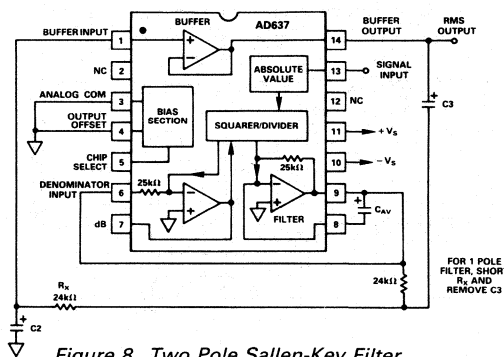 BUFFER
AD637
BUFFER INPUT
1
14
BUFFER
OUTPUT
RMS
OUTPUT
NC
2
ABSOLUTE
VALUE
13
SIGNAL
INPUT
ANALOG COM
3
BIAS
SECTION
12
NC
C3
OUTPUT
OFFSET
4
SQUARER/DIVIDER
11
+ VS
CHIP
SELECT
5
25kΩ
10
− VS
DENOMINATOR
INPUT
6
25kΩ
9
CAV
dB
7
FILTER
8
24kΩ
FOR 1 POLE
FILTER, SHORT
RX AND
REMOVE C3
RX
24kΩ
C2
Figure 8. Two Pole Sallen-Key Filter